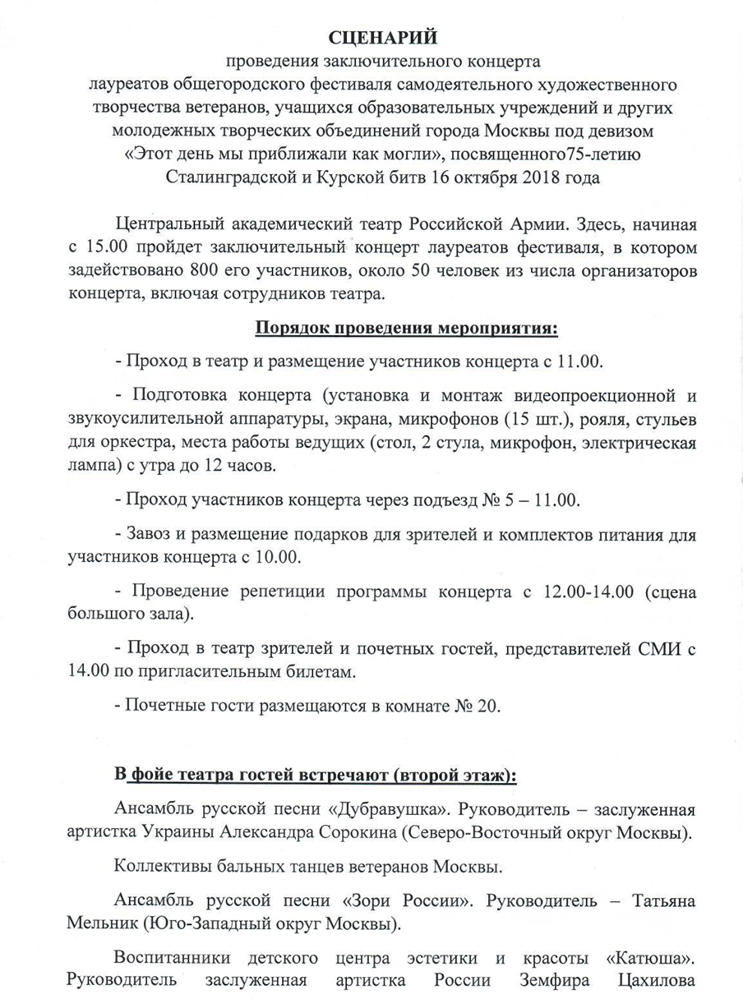 СЦЕНАРИЙ
проведения заключительного концерта
лауреатов общегородского фестиваля самодеятельного художественного
творчества ветеранов, учащихся образовательных учреждений и других
молодежных творческих объединений города Москвы под девизом
«Этот день мы приближали как могли», посвященного75-летию
Сталинградской и Курской битв 16 октября 2018 года
Центральный академический театр Российской Армии. Здесь, начиная
с 15.00 пройдет заключительный концерт лауреатов фестиваля, в котором
задействовано 800 его участников, около 50 человек из числа организаторов
концерта, включая сотрудников театра.
Порядок проведения мероприятия:
- Проход в театр и размещение участников концерта с 11.00.
- Подготовка концерта (установка и монтаж видеопроекционной и
звукоусилительной аппаратуры, экрана, микрофонов (15 шт.), рояля, стульев
для оркестра, места работы ведущих (стол, 2 стула, микрофон, электрическая
лампа) с утра до 12 часов.
- Проход участников концерта через подъезд № 5 – 11.00.
- Завоз и размещение подарков для зрителей и комплектов питания для
участников концерта с 10.00.
- Проведение репетиции программы концерта с 12.00-14.00 (сцена
большого зала).
- Проход в театр зрителей и почетных гостей, представителей СМИ с
14.00 по пригласительным билетам.
- Почетные гости размещаются в комнате № 20.
В фойе театра гостей встречают (второй этаж):
Ансамбль русской песни «Дубравушка». Руководитель – заслуженная
артистка Украины Александра Сорокина (Северо-Восточный округ Москвы).
Коллективы бальных танцев ветеранов Москвы.
Ансамбль русской песни «Зори России». Руководитель – Татьяна
Мельник (Юго-Западный округ Москвы).
Воспитанники детского центра эстетики и красоты «Катюша».
Руководитель заслуженная артистка России Земфира Цахилова